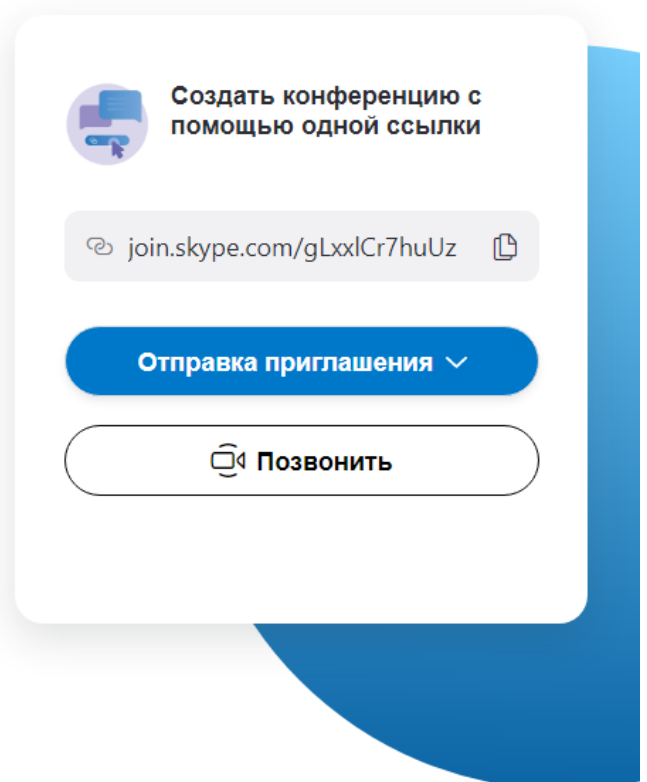 Создать конференцию с
помощью одной ссылки
join.skype.com/gLxxlCr7huUz
Отправка приглашения
Позвонить